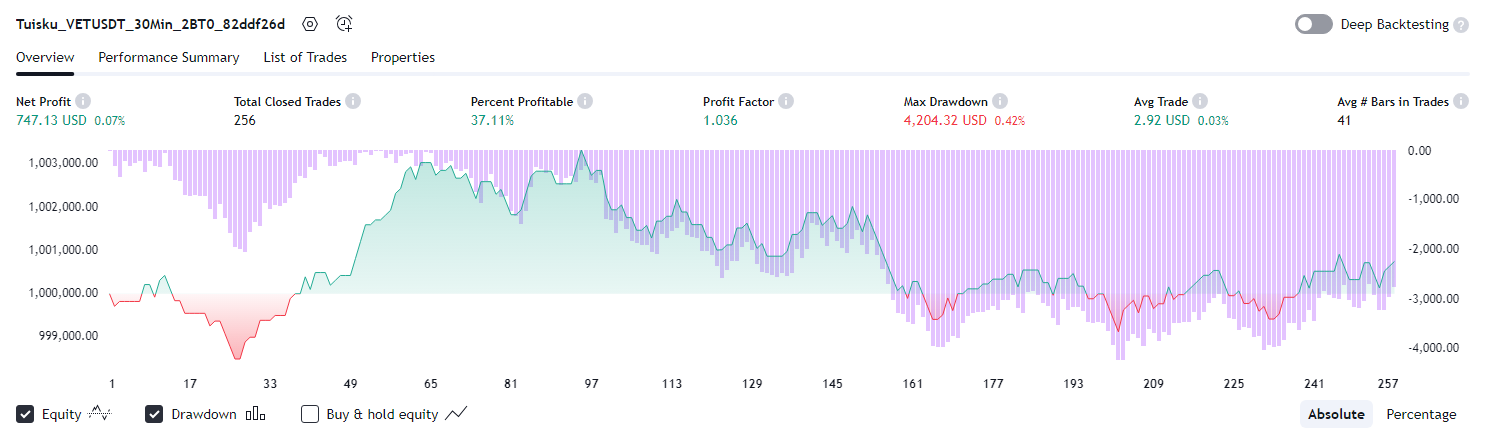 Tuisku_VETUSDT_30Min_2BT0_82ddf26d Deep Backtesting ?
Overview Performance Summary List of Trades Properties
Net Profit i Total Closed Trades i Percent Profitable i Profit Factor i Max Drawdown i Avg Trade i Avg # Bars in Trades i
747.13 USD 0.07% 256 37.11% 1.036 4,204.32 USD 0.42% 2.92 USD 0.03% 41
1,003,000.00 0.00
1,002,000.00 -1,000.00
1,001,000.00 -2,000.00
1,000,000.00 -3,000.00
999,000.00 -4,000.00
1 17 33 49 65 81 97 113 129 145 161 177 193 209 225 241 257
Equity Drawdown Buy & hold equity Absolute Percentage